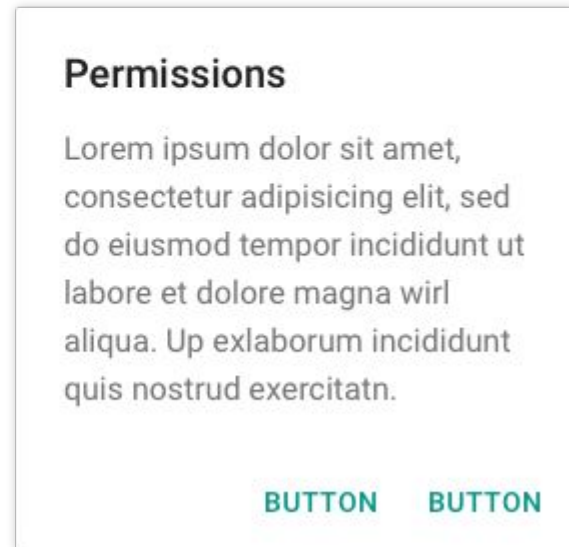 Permissions
Lorem ipsum dolor sit amet,
consectetur adipisicing elit, sed
do eiusmod tempor incididunt ut
labore et dolore magna wirl
aliqua. Up exlaborum incididunt
quis nostrud exercitatn.
BUTTON BUTTON